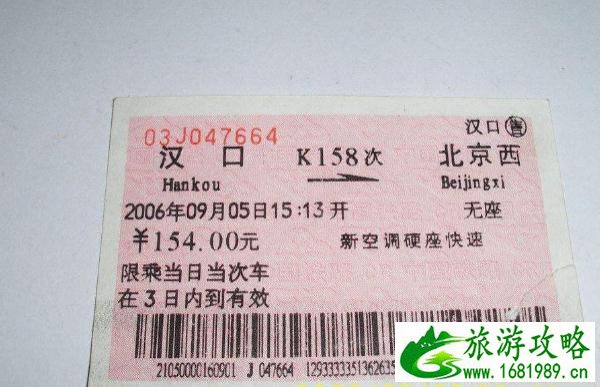 汉口售
03J047664
汉口 K158次 北京西
Hankou Beijingxi
2006年09月05日15:13开 无座
¥154.00元 新空调硬座快速
限乘当日当次车
在3日内到有效
21050000160901 J 047664 129333335136263
旅游攻略
www.1681989.cn